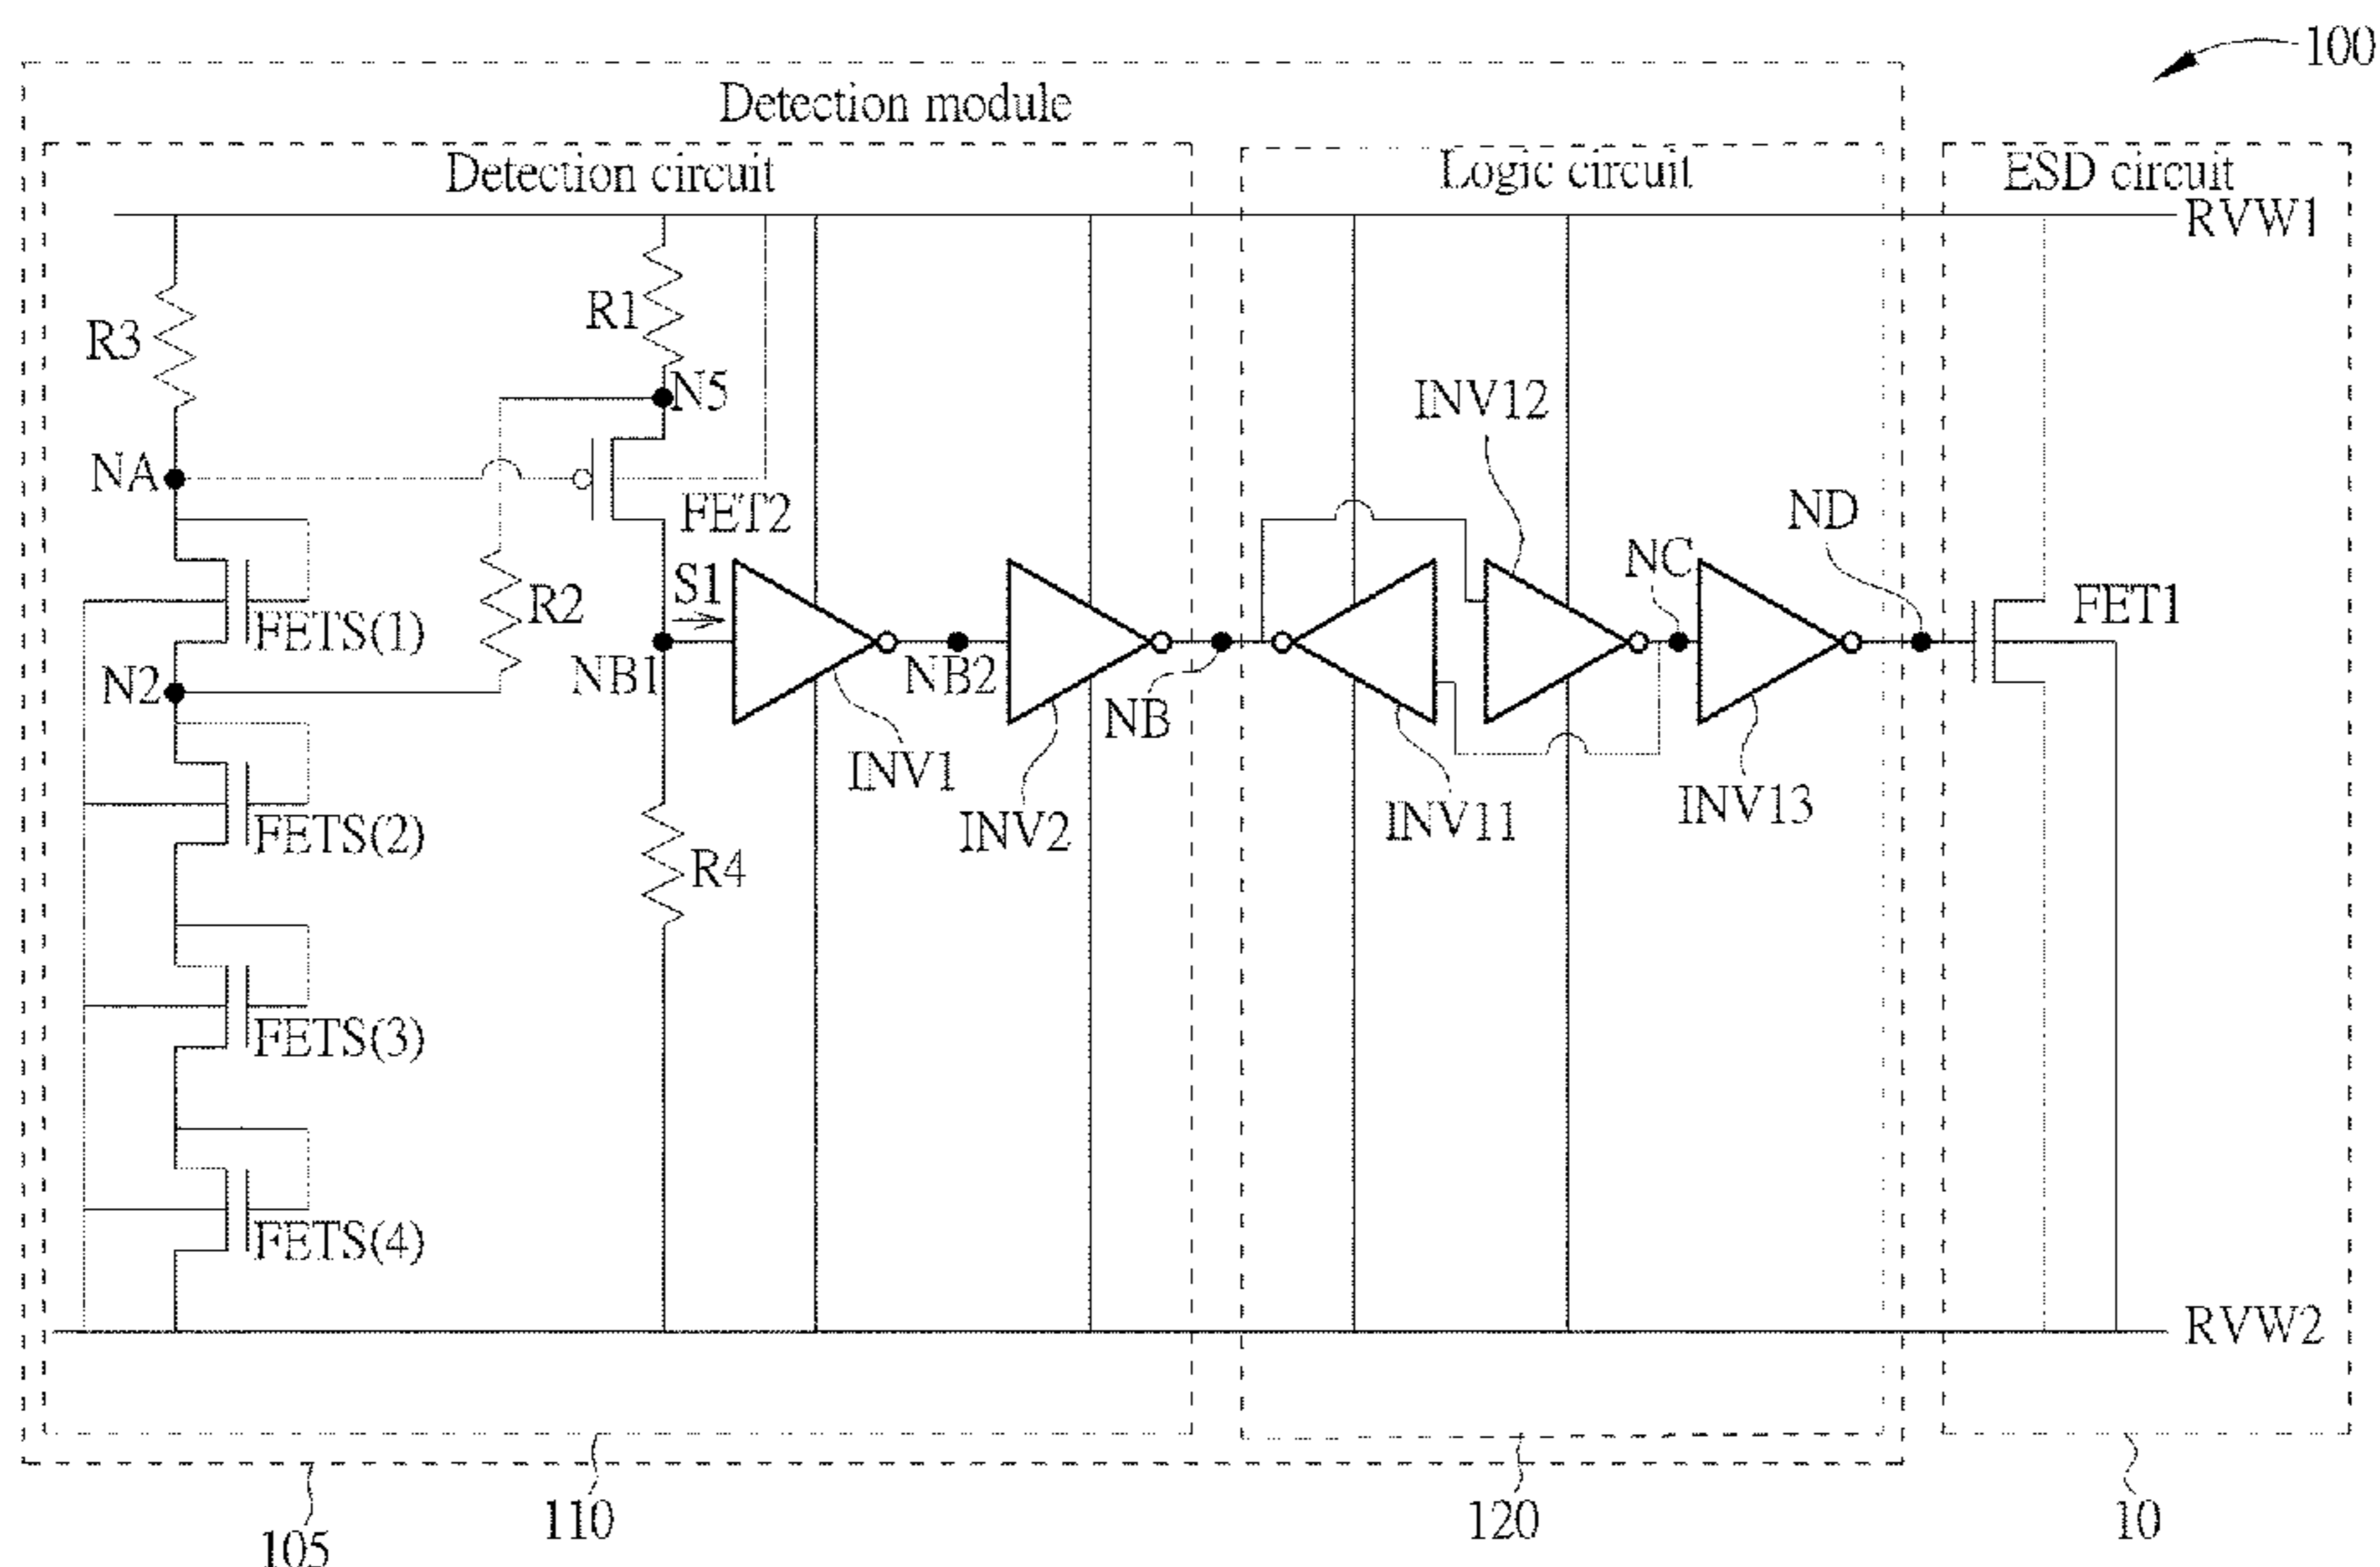 100
Detection module
Detection circuit
Logic circuit
ESD circuit
RVW1
R3
R1
N5
INV12
NA
FET2
ND
NC
S1
R2
FET1
FETS(1)
N2
NB1
NB2
NB
INV1
INV2
INV11
INV13
FETS(2)
R4
FETS(3)
FETS(4)
RVW2
105
110
120
10